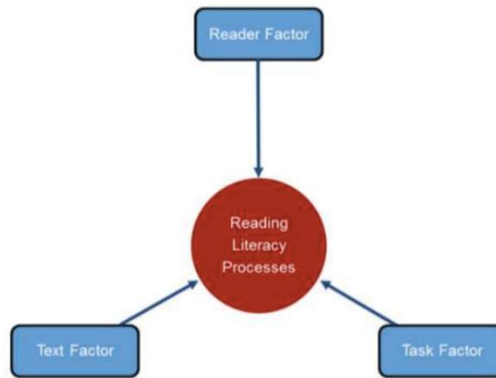 Reader Factor
Reading
Literacy
Processes
Text Factor
Task Factor